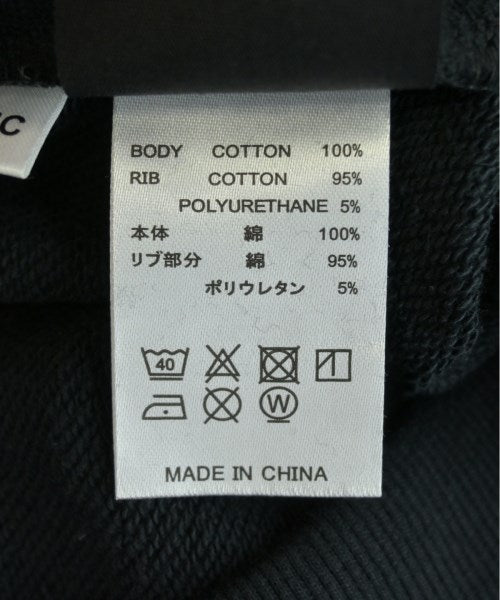 C
BODY COTTON 100%
RIB COTTON 95%
POLYURETHANE 5%
本体 綿 100%
リブ部分 綿 95%
ポリウレタン 5%
40
W
MADE IN CHINA